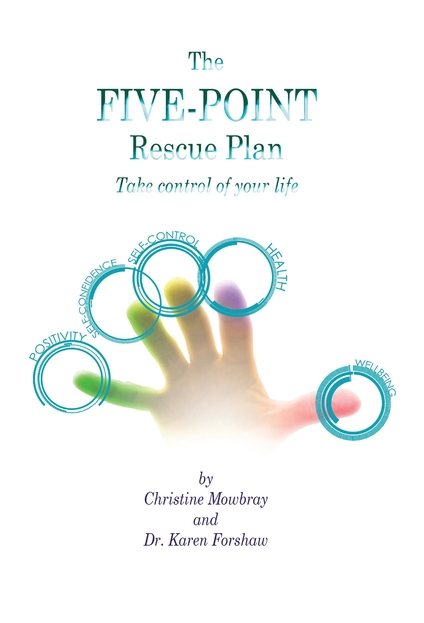 The
FIVE-POINT
Rescue Plan
Take control of your life
SELF-CONTROL
HEALTH
SELF-CONFIDENCE
POSITIVITY
WELLBEING
by
Christine Mowbray
and
Dr. Karen Forshaw